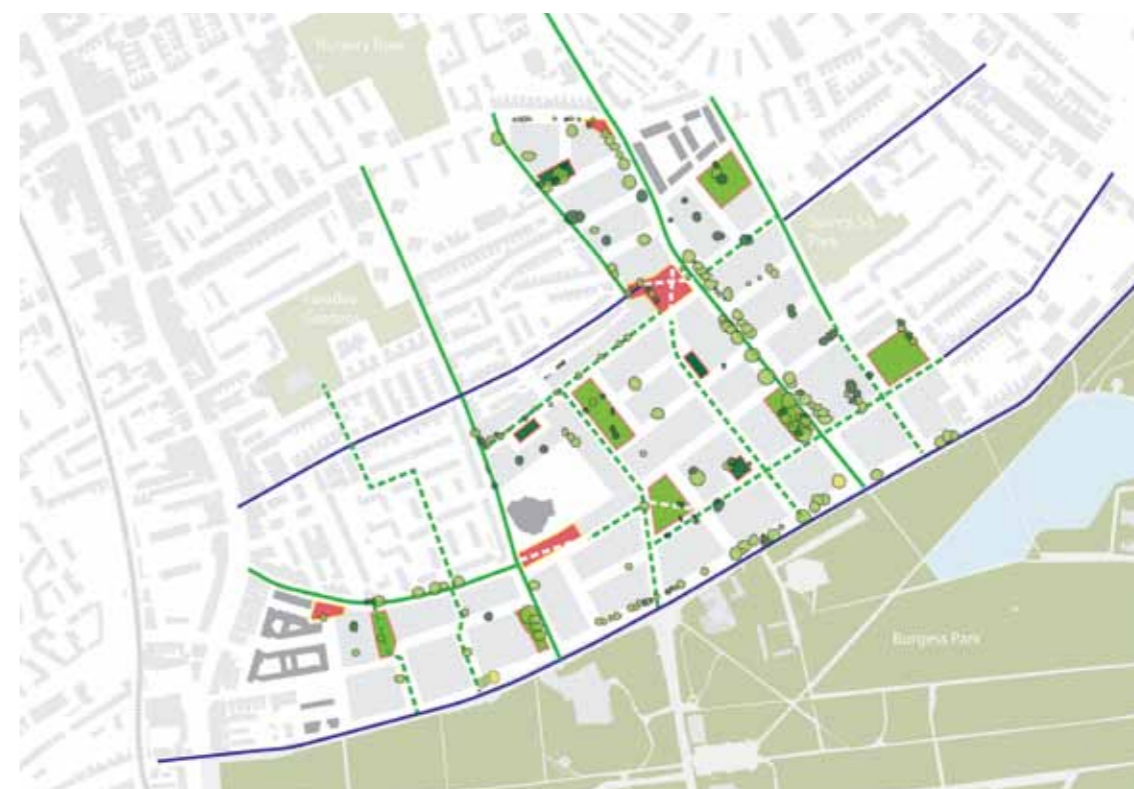 Nursery Row
Surrey Sq
Park
Paradise
Gardens
Burgess Park